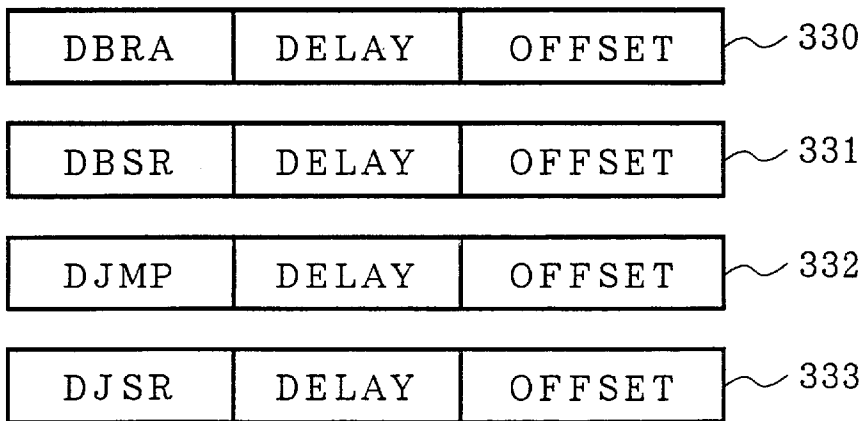 DBRA DELAY OFFSET 330
DBSR DELAY OFFSET 331
DJMP DELAY OFFSET 332
DJSR DELAY OFFSET 333